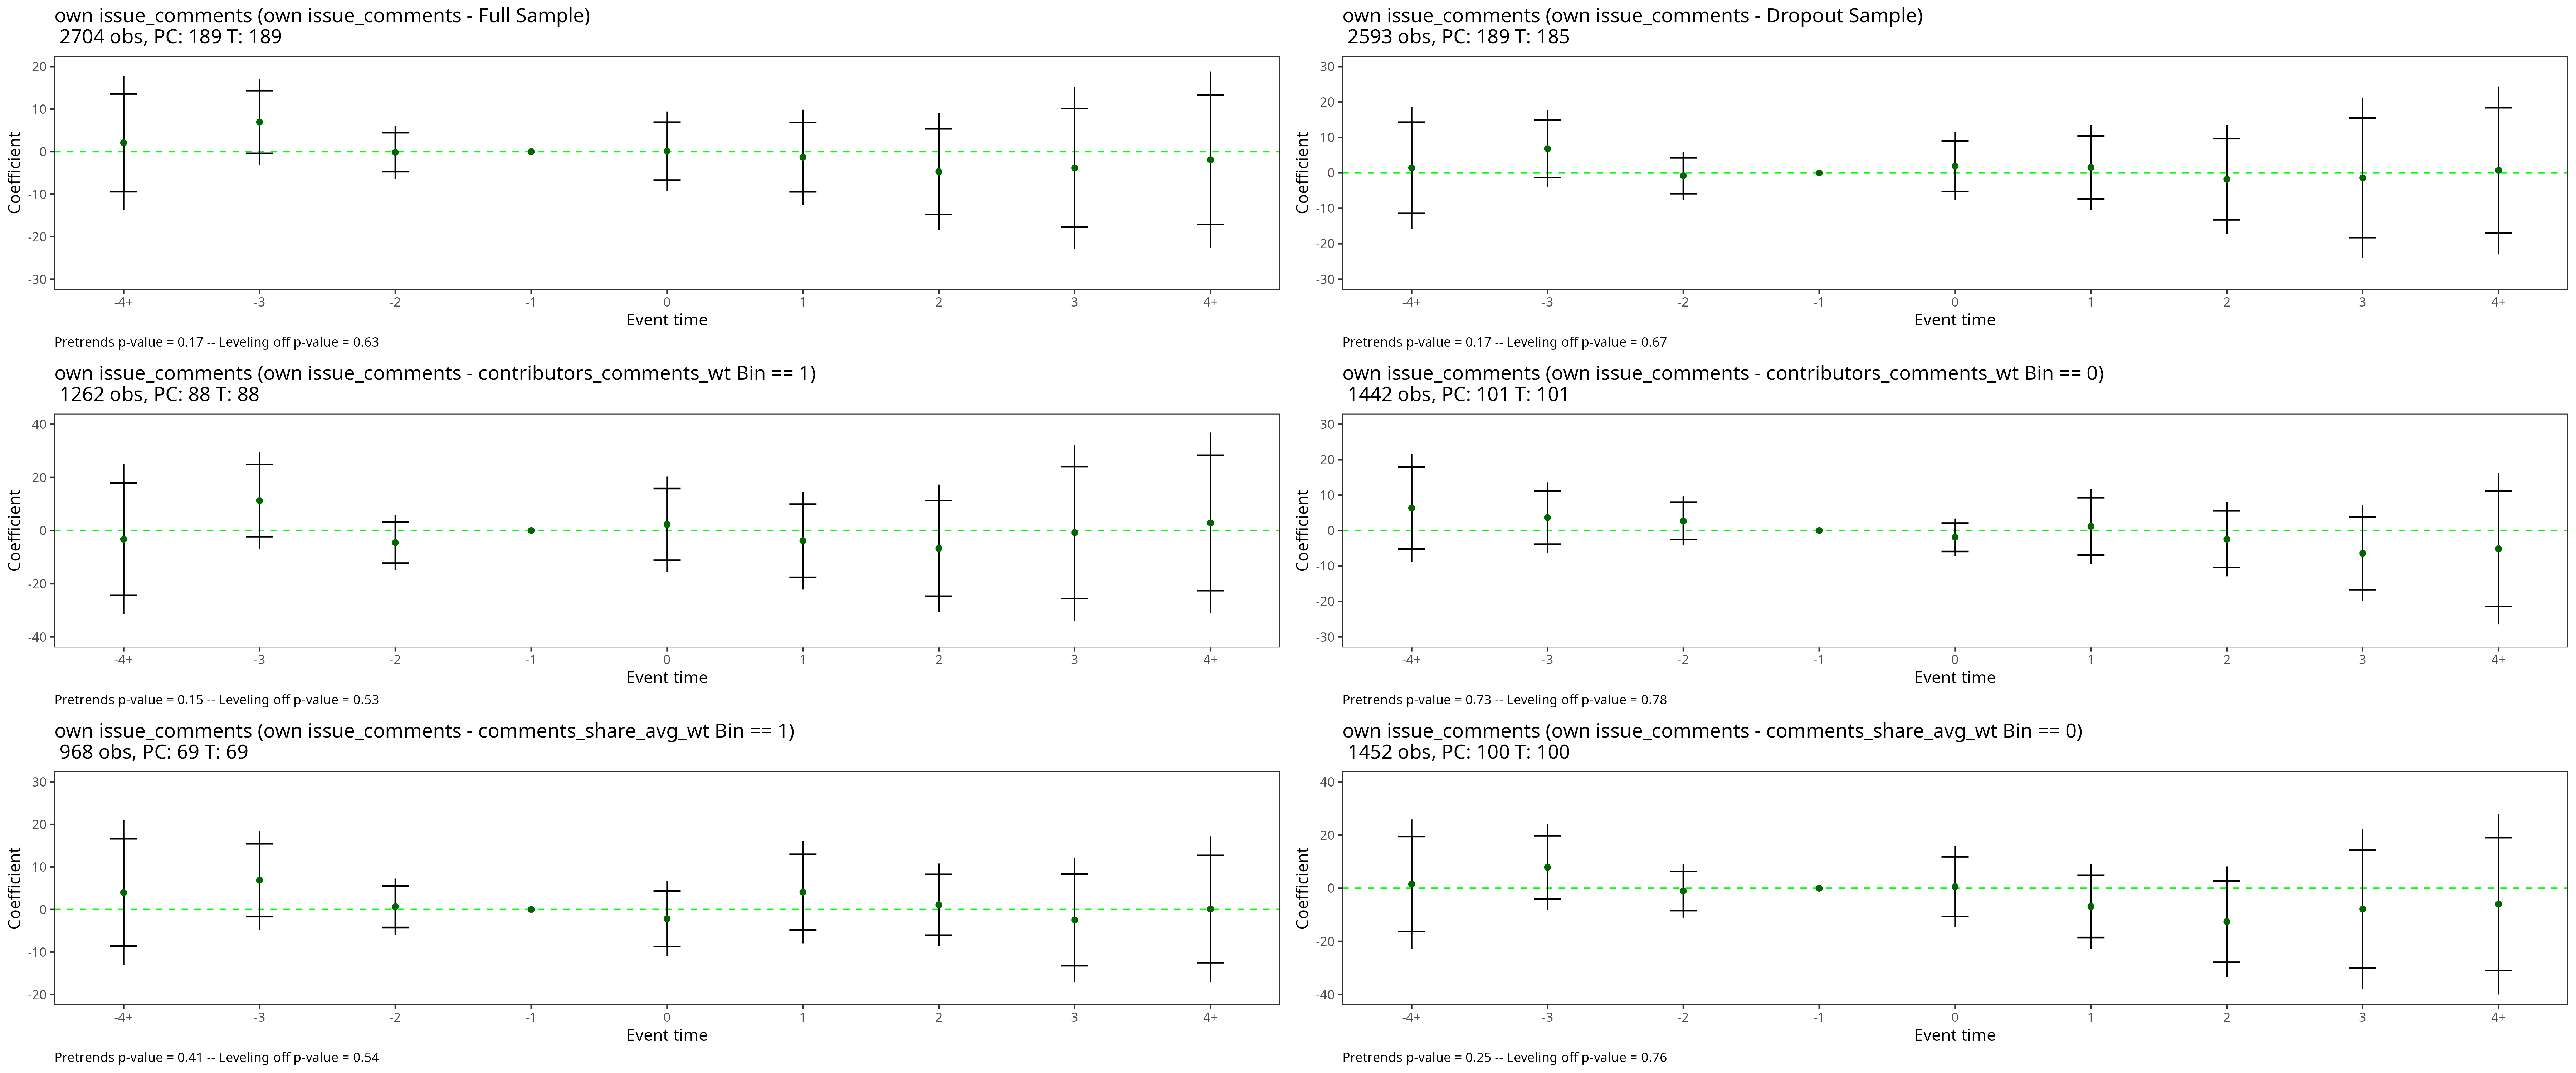 own issue_comments (own issue_comments - Full Sample)
2704 obs, PC: 189 T: 189
20
10
0
-10
-20
-30
Coefficient
-4+ -3 -2 -1 0 1 2 3 4+
Event time
Pretrends p-value = 0.17 -- Leveling off p-value = 0.63
own issue_comments (own issue_comments - Dropout Sample)
2593 obs, PC: 189 T: 185
30
20
10
0
-10
-20
-30
Coefficient
-4+ -3 -2 -1 0 1 2 3 4+
Event time
Pretrends p-value = 0.17 -- Leveling off p-value = 0.67
own issue_comments (own issue_comments - contributors_comments_wt Bin == 1)
1262 obs, PC: 88 T: 88
40
20
0
-20
-40
Coefficient
-4+ -3 -2 -1 0 1 2 3 4+
Event time
Pretrends p-value = 0.15 -- Leveling off p-value = 0.53
own issue_comments (own issue_comments - contributors_comments_wt Bin == 0)
1442 obs, PC: 101 T: 101
30
20
10
0
-10
-20
-30
Coefficient
-4+ -3 -2 -1 0 1 2 3 4+
Event time
Pretrends p-value = 0.73 -- Leveling off p-value = 0.78
own issue_comments (own issue_comments - comments_share_avg_wt Bin == 1)
968 obs, PC: 69 T: 69
30
20
10
0
-10
-20
Coefficient
-4+ -3 -2 -1 0 1 2 3 4+
Event time
Pretrends p-value = 0.41 -- Leveling off p-value = 0.54
own issue_comments (own issue_comments - comments_share_avg_wt Bin == 0)
1452 obs, PC: 100 T: 100
40
20
0
-20
-40
Coefficient
-4+ -3 -2 -1 0 1 2 3 4+
Event time
Pretrends p-value = 0.25 -- Leveling off p-value = 0.76